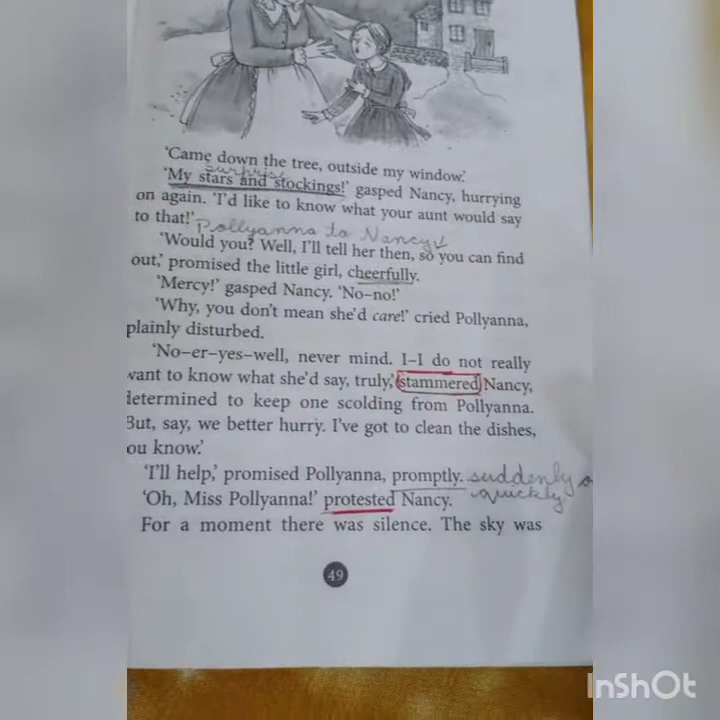 'Came down the tree, outside my window.'
surprise
'My stars and stockings!' gasped Nancy, hurrying
on again. 'I'd like to know what your aunt would say
to that!' Pollyanna to Nancy
'Would you? Well, I'll tell her then, so you can find
out,' promised the little girl, cheerfully.
'Mercy!' gasped Nancy. 'No–no!'
'Why, you don't mean she'd care!' cried Pollyanna,
plainly disturbed.
'No–er–yes–well, never mind. I–I do not really
want to know what she'd say, truly,' stammered Nancy,
determined to keep one scolding from Pollyanna.
But, say, we better hurry. I've got to clean the dishes,
ou know.'
'I'll help,' promised Pollyanna, promptly. suddenly
'Oh, Miss Pollyanna!' protested Nancy. quickly
For a moment there was silence. The sky was
49
InShOt